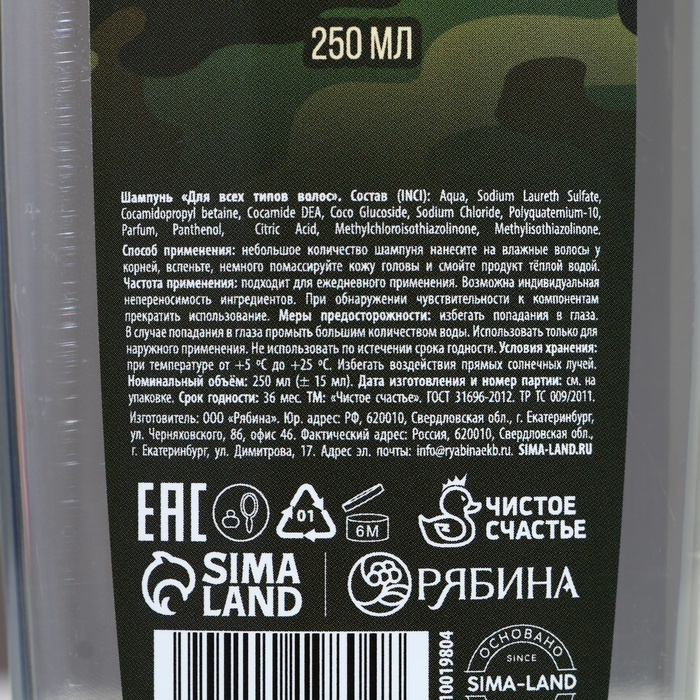 250 МЛ
Шампунь «Для всех типов волос». Состав (INCI): Aqua, Sodium Laureth Sulfate,
Cocamidopropyl betaine, Cocamide DEA, Coco Glucoside, Sodium Chloride, Polyquaternium-10,
Parfum, Panthenol, Citric Acid, Methylchloroisothiazolinone, Methylisothiazolinone.
Способ применения: небольшое количество шампуня нанесите на влажные волосы у
корней, вспеньте, немного помассируйте кожу головы и смойте продукт тёплой водой.
Частота применения: подходит для ежедневного применения. Возможна индивидуальная
непереносимость ингредиентов. При обнаружении чувствительности к компонентам
прекратить использование. Меры предосторожности: избегать попадания в глаза.
В случае попадания в глаза промыть большим количеством воды. Использовать только для
наружного применения. Не использовать по истечении срока годности. Условия хранения:
при температуре от +5 ºC до +25 ºC. Избегать воздействия прямых солнечных лучей.
Номинальный объём: 250 мл (± 15 мл). Дата изготовления и номер партии: см. на
упаковке. Срок годности: 36 мес. ТМ: «Чистое счастье». ГОСТ 31696-2012. ТР ТС 009/2011.
Изготовитель: ООО «Рябина». Юр. адрес: РФ, 620010, Свердловская обл., г. Екатеринбург,
ул. Черняховского, 86, офис 46. Фактический адрес: Россия, 620010, Свердловская обл.,
г. Екатеринбург, ул. Димитрова, 17. Адрес эл. почты: info@ryabinaekb.ru. SIMA-LAND.RU
EAC 01 6М ЧИСТОЕ
СЧАСТЬЕ
SIMA
LAND
РЯБИНА
10019804
ОСНОВАНО
SINCE
SIMA-LAND